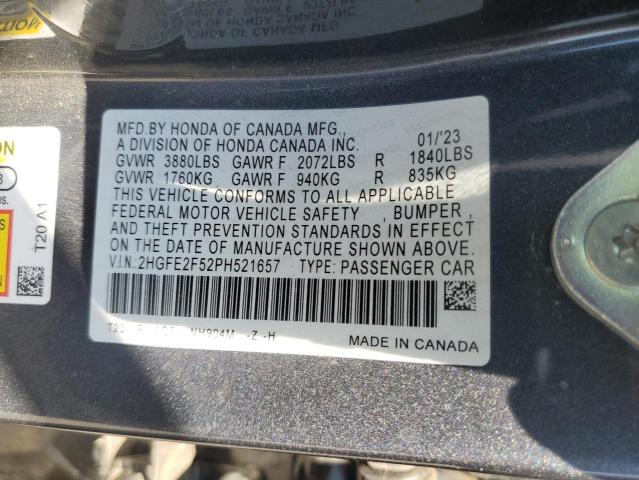 MFD.BY HONDA OF CANADA MFG.,
A DIVISION OF HONDA CANADA INC. 01/'23
GVWR 3880LBS GAWR F 2072LBS R 1840LBS
GVWR 1760KG GAWR F 940KG R 835KG
THIS VEHICLE CONFORMS TO ALL APPLICABLE
FEDERAL MOTOR VEHICLE SAFETY , BUMPER ,
AND THEFT PREVENTION STANDARDS IN EFFECT
ON THE DATE OF MANUFACTURE SHOWN ABOVE.
V.I.N.:2HGFE2F52PH521657 TYPE: PASSENGER CAR
NH904M -Z -H
MADE IN CANADA
T20 A1